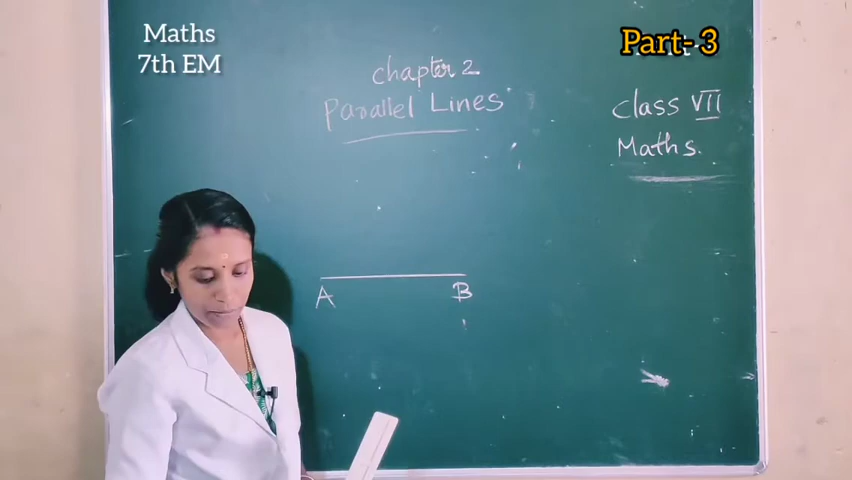 Maths
7th EM
Part- 3
chapter 2
Parallel Lines
class VII
Maths.
A B